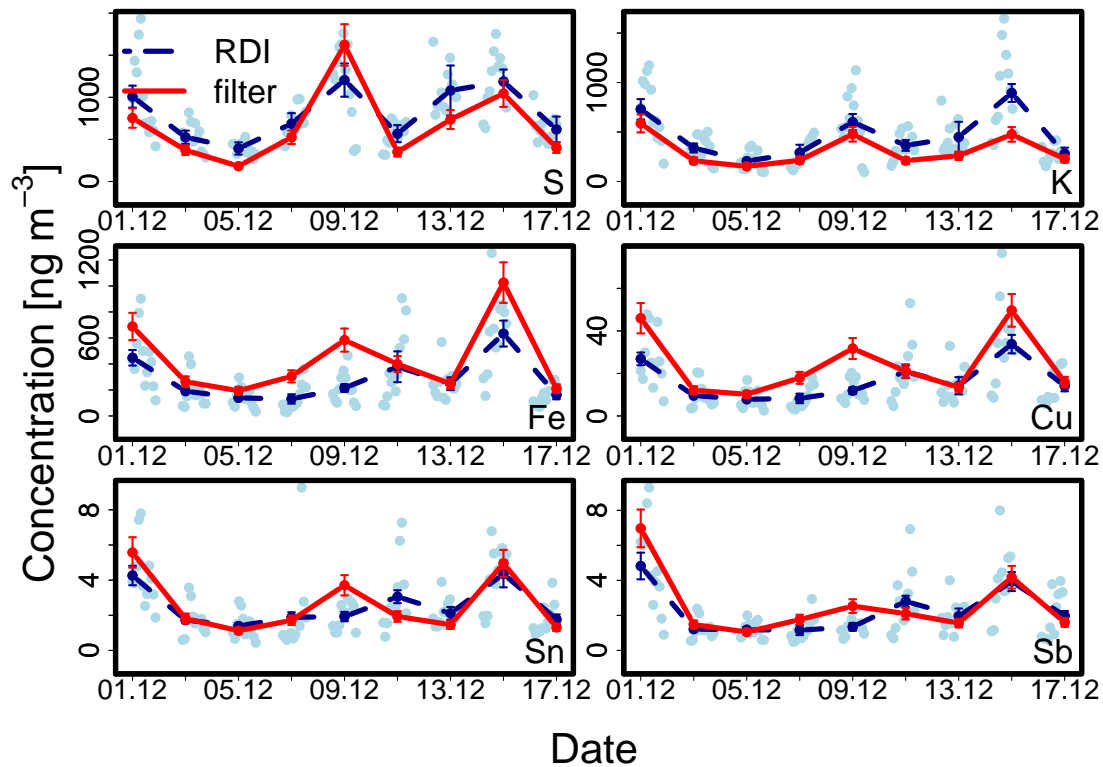 Concentration [ng m⁻³]
RDI
filter
0 1000
S
01.12 05.12 09.12 13.12 17.12
0 1000
K
01.12 05.12 09.12 13.12 17.12
0 600 1200
Fe
01.12 05.12 09.12 13.12 17.12
0 40
Cu
01.12 05.12 09.12 13.12 17.12
0 4 8
Sn
01.12 05.12 09.12 13.12 17.12
0 4 8
Sb
01.12 05.12 09.12 13.12 17.12
Date